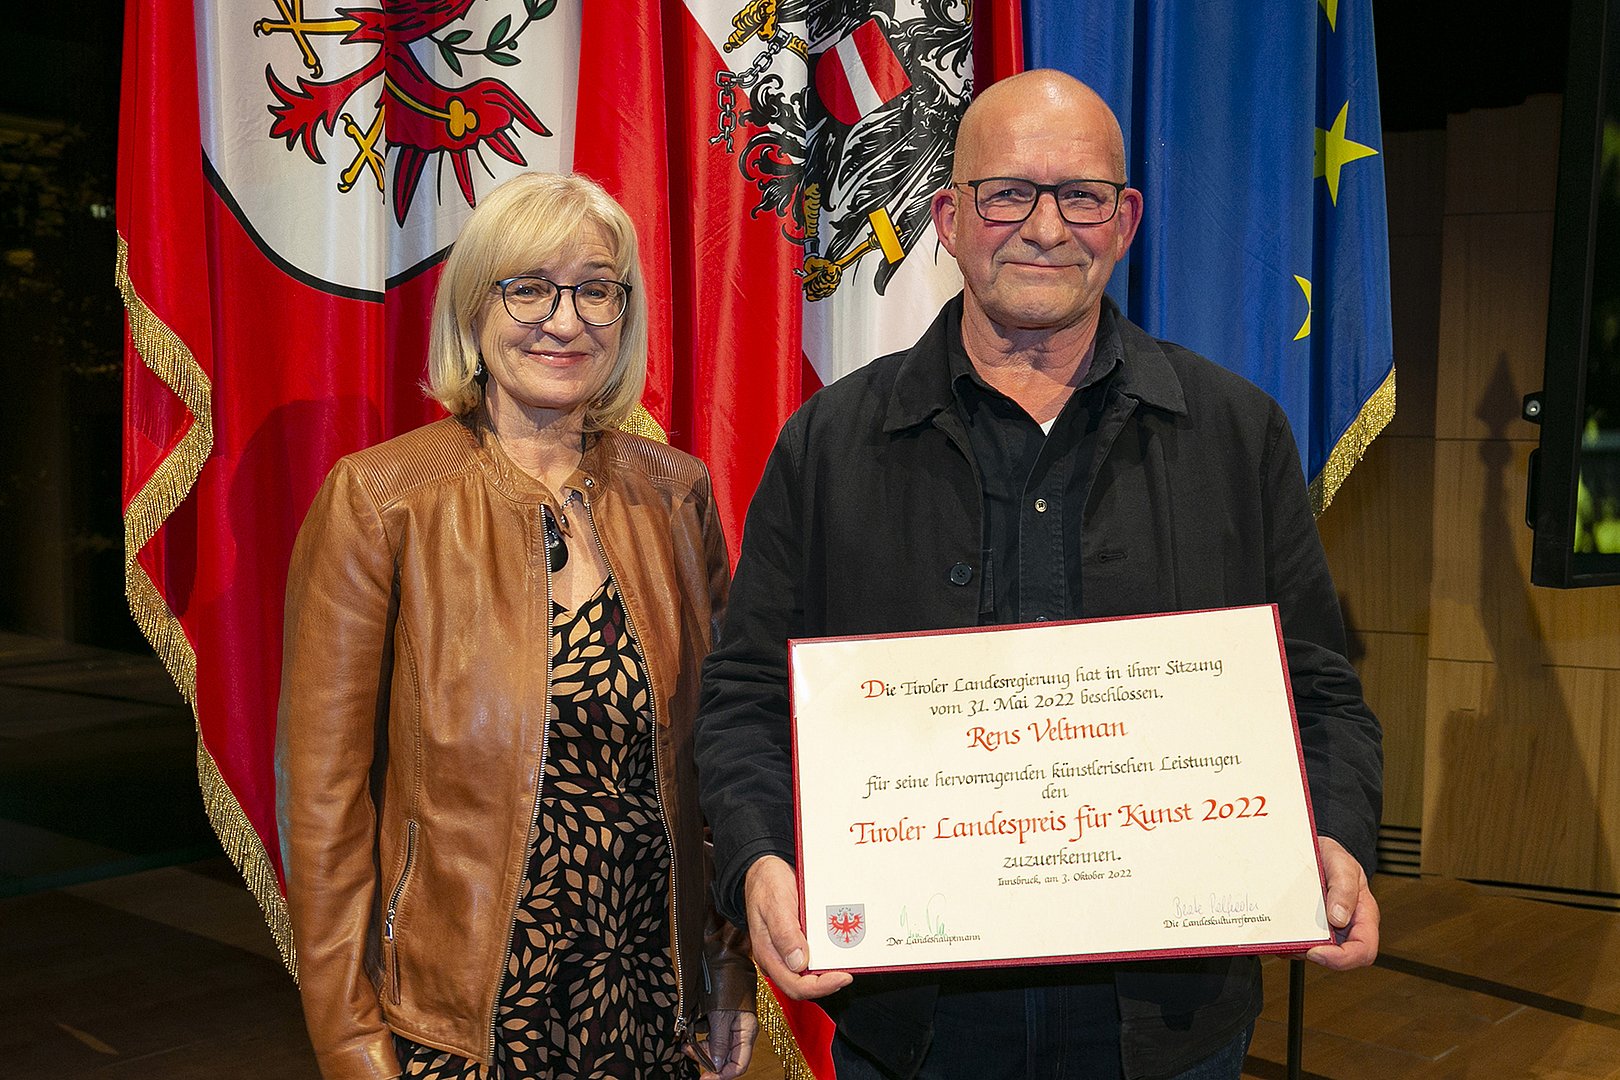 Die Tiroler Landesregierung hat in ihrer Sitzung
vom 31. Mai 2022 beschlossen,
Rens Veltman
für seine hervorragenden künstlerischen Leistungen
den
Tiroler Landespreis für Kunst 2022
zuzuerkennen.
Innsbruck, am 3. Oktober 2022
Der Landeshauptmann
Beate
Die Landeskulturreferentin